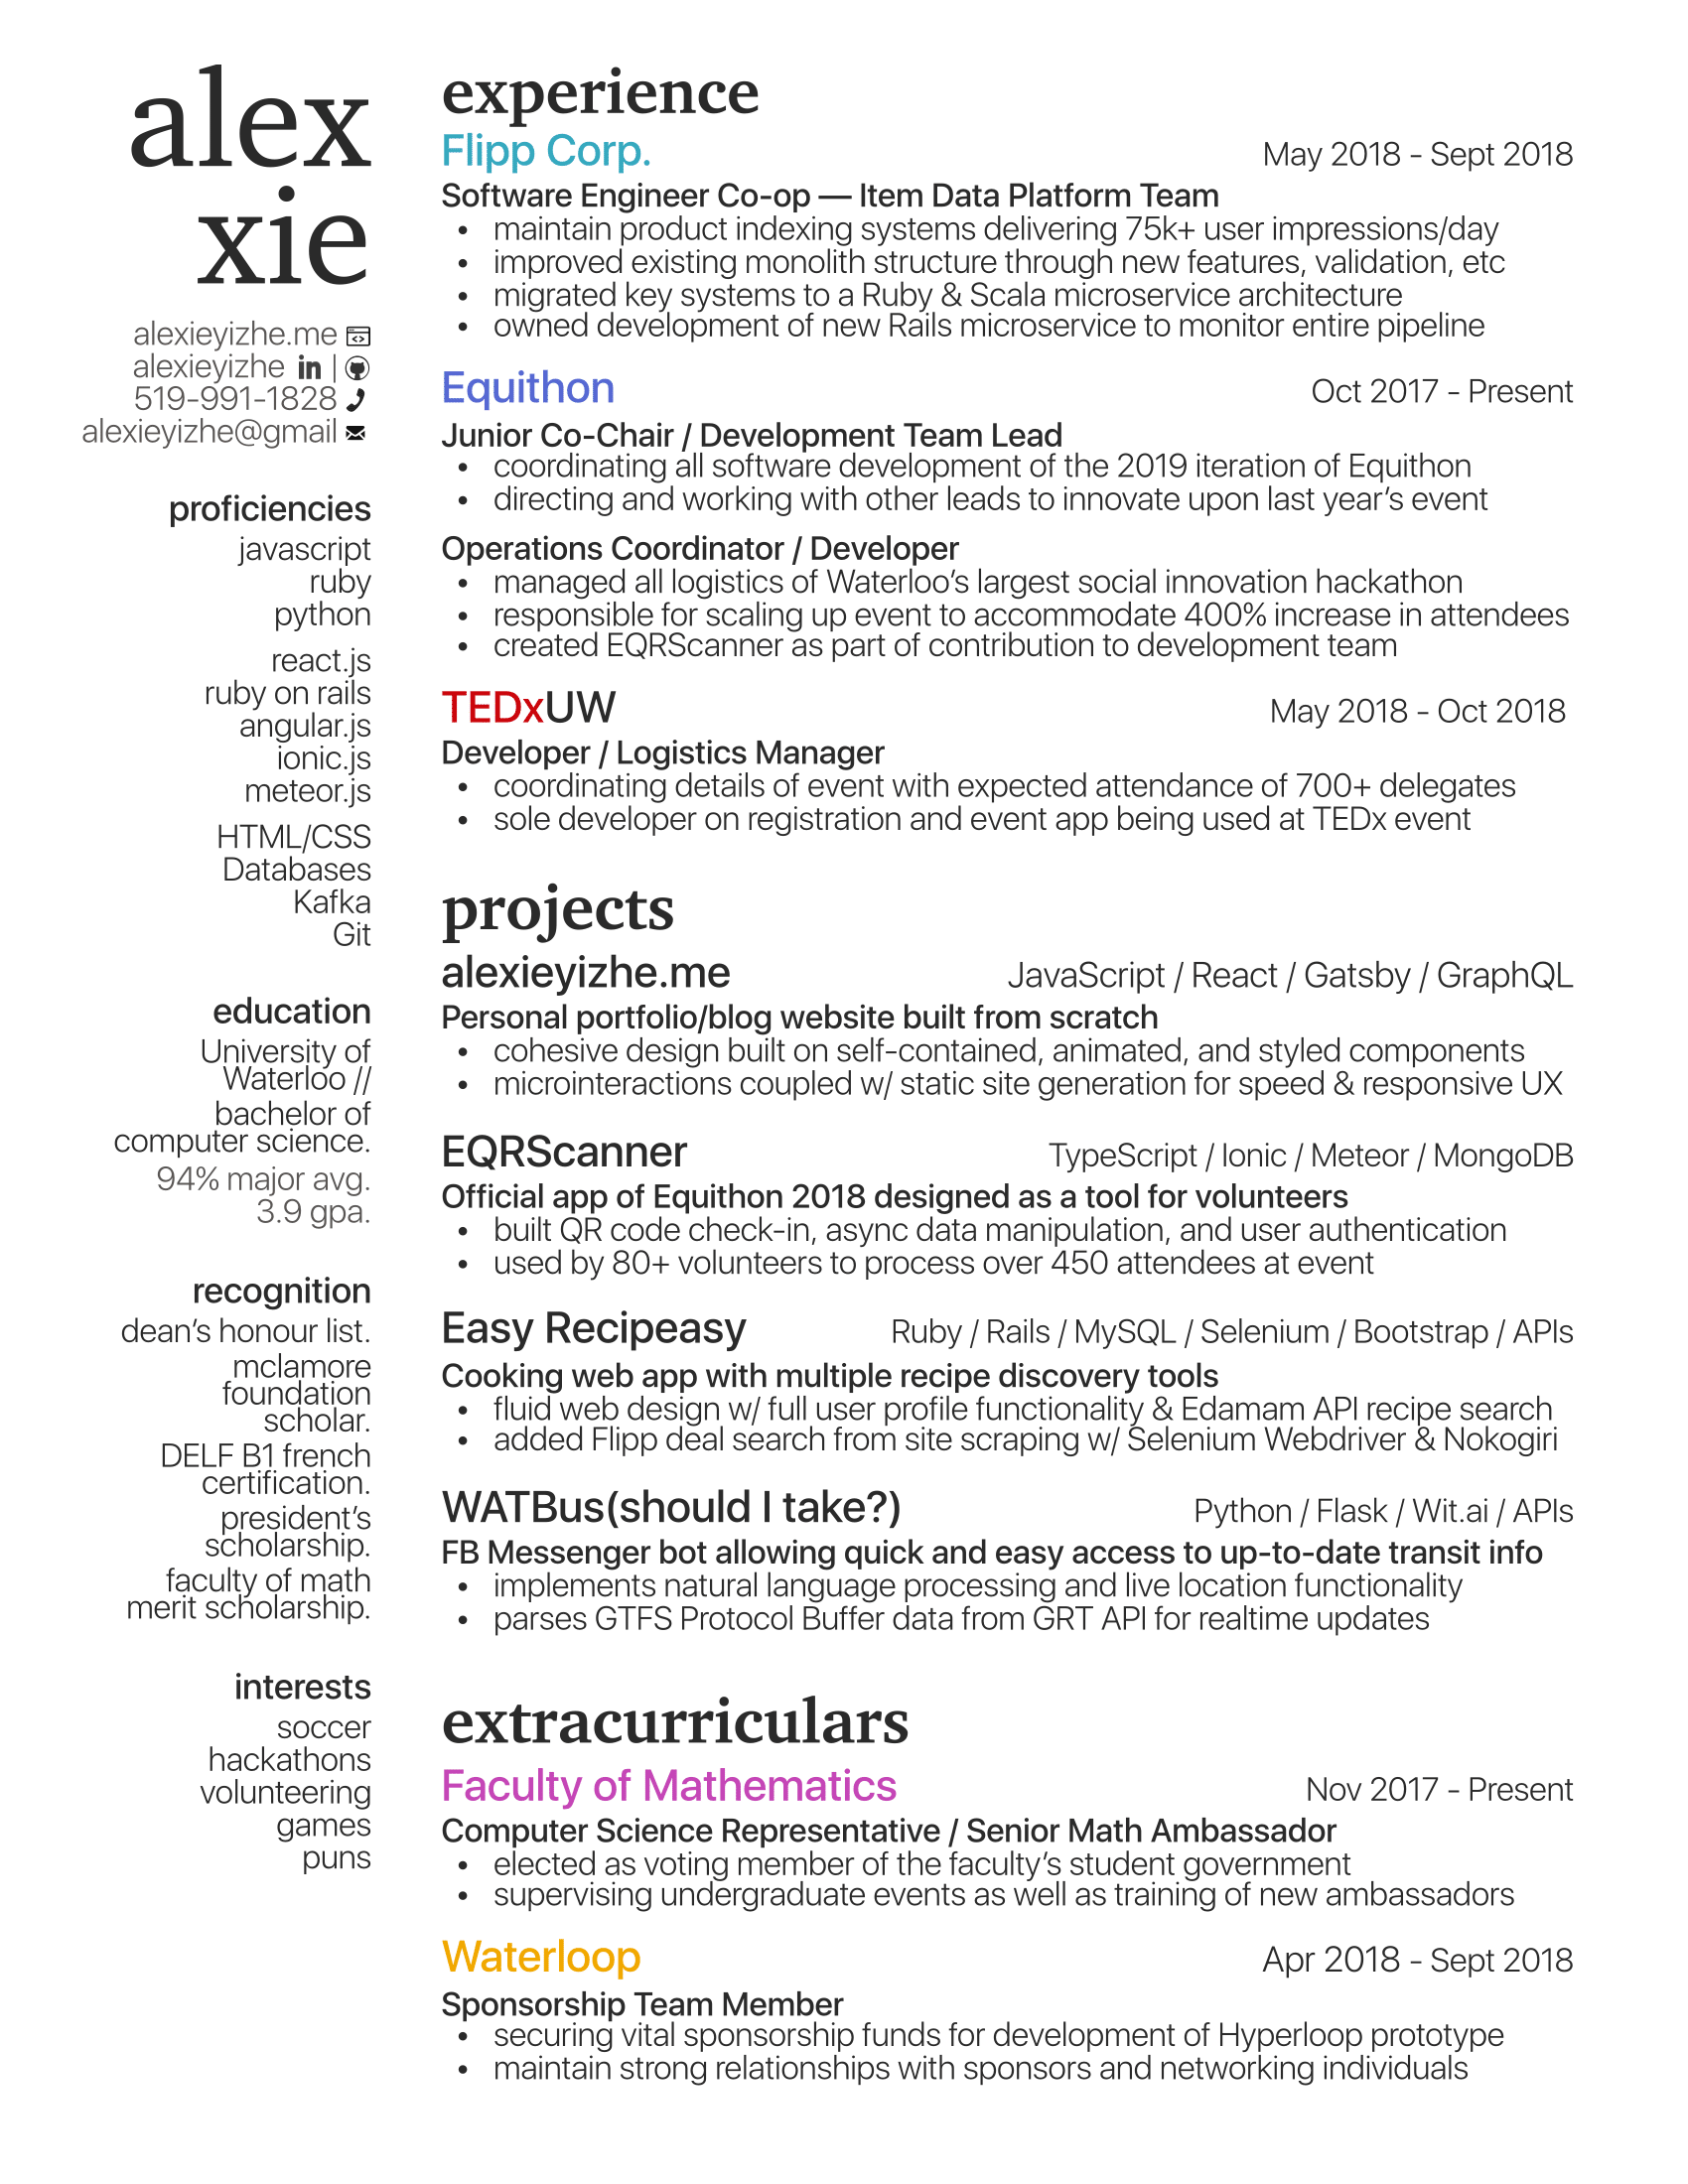 alex
xie
alexieyizhe.me
alexieyizhe in |
519-991-1828
alexieyizhe@gmail
proficiencies
javascript
ruby
python
react.js
ruby on rails
angular.js
ionic.js
meteor.js
HTML/CSS
Databases
Kafka
Git
education
University of
Waterloo //
bachelor of
computer science.
94% major avg.
3.9 gpa.
recognition
dean's honour list.
mclamore
foundation
scholar.
DELF B1 french
certification.
president's
scholarship.
faculty of math
merit scholarship.
interests
soccer
hackathons
volunteering
games
puns
experience
Flipp Corp. May 2018 - Sept 2018
Software Engineer Co-op — Item Data Platform Team
• maintain product indexing systems delivering 75k+ user impressions/day
• improved existing monolith structure through new features, validation, etc
• migrated key systems to a Ruby & Scala microservice architecture
• owned development of new Rails microservice to monitor entire pipeline
Equithon Oct 2017 - Present
Junior Co-Chair / Development Team Lead
• coordinating all software development of the 2019 iteration of Equithon
• directing and working with other leads to innovate upon last year's event
Operations Coordinator / Developer
• managed all logistics of Waterloo's largest social innovation hackathon
• responsible for scaling up event to accommodate 400% increase in attendees
• created EQRScanner as part of contribution to development team
TEDxUW May 2018 - Oct 2018
Developer / Logistics Manager
• coordinating details of event with expected attendance of 700+ delegates
• sole developer on registration and event app being used at TEDx event
projects
alexieyizhe.me JavaScript / React / Gatsby / GraphQL
Personal portfolio/blog website built from scratch
• cohesive design built on self-contained, animated, and styled components
• microinteractions coupled w/ static site generation for speed & responsive UX
EQRScanner TypeScript / Ionic / Meteor / MongoDB
Official app of Equithon 2018 designed as a tool for volunteers
• built QR code check-in, async data manipulation, and user authentication
• used by 80+ volunteers to process over 450 attendees at event
Easy Recipeasy Ruby / Rails / MySQL / Selenium / Bootstrap / APIs
Cooking web app with multiple recipe discovery tools
• fluid web design w/ full user profile functionality & Edamam API recipe search
• added Flipp deal search from site scraping w/ Selenium Webdriver & Nokogiri
WATBus(should I take?) Python / Flask / Wit.ai / APIs
FB Messenger bot allowing quick and easy access to up-to-date transit info
• implements natural language processing and live location functionality
• parses GTFS Protocol Buffer data from GRT API for realtime updates
extracurriculars
Faculty of Mathematics Nov 2017 - Present
Computer Science Representative / Senior Math Ambassador
• elected as voting member of the faculty's student government
• supervising undergraduate events as well as training of new ambassadors
Waterloop Apr 2018 - Sept 2018
Sponsorship Team Member
• securing vital sponsorship funds for development of Hyperloop prototype
• maintain strong relationships with sponsors and networking individuals